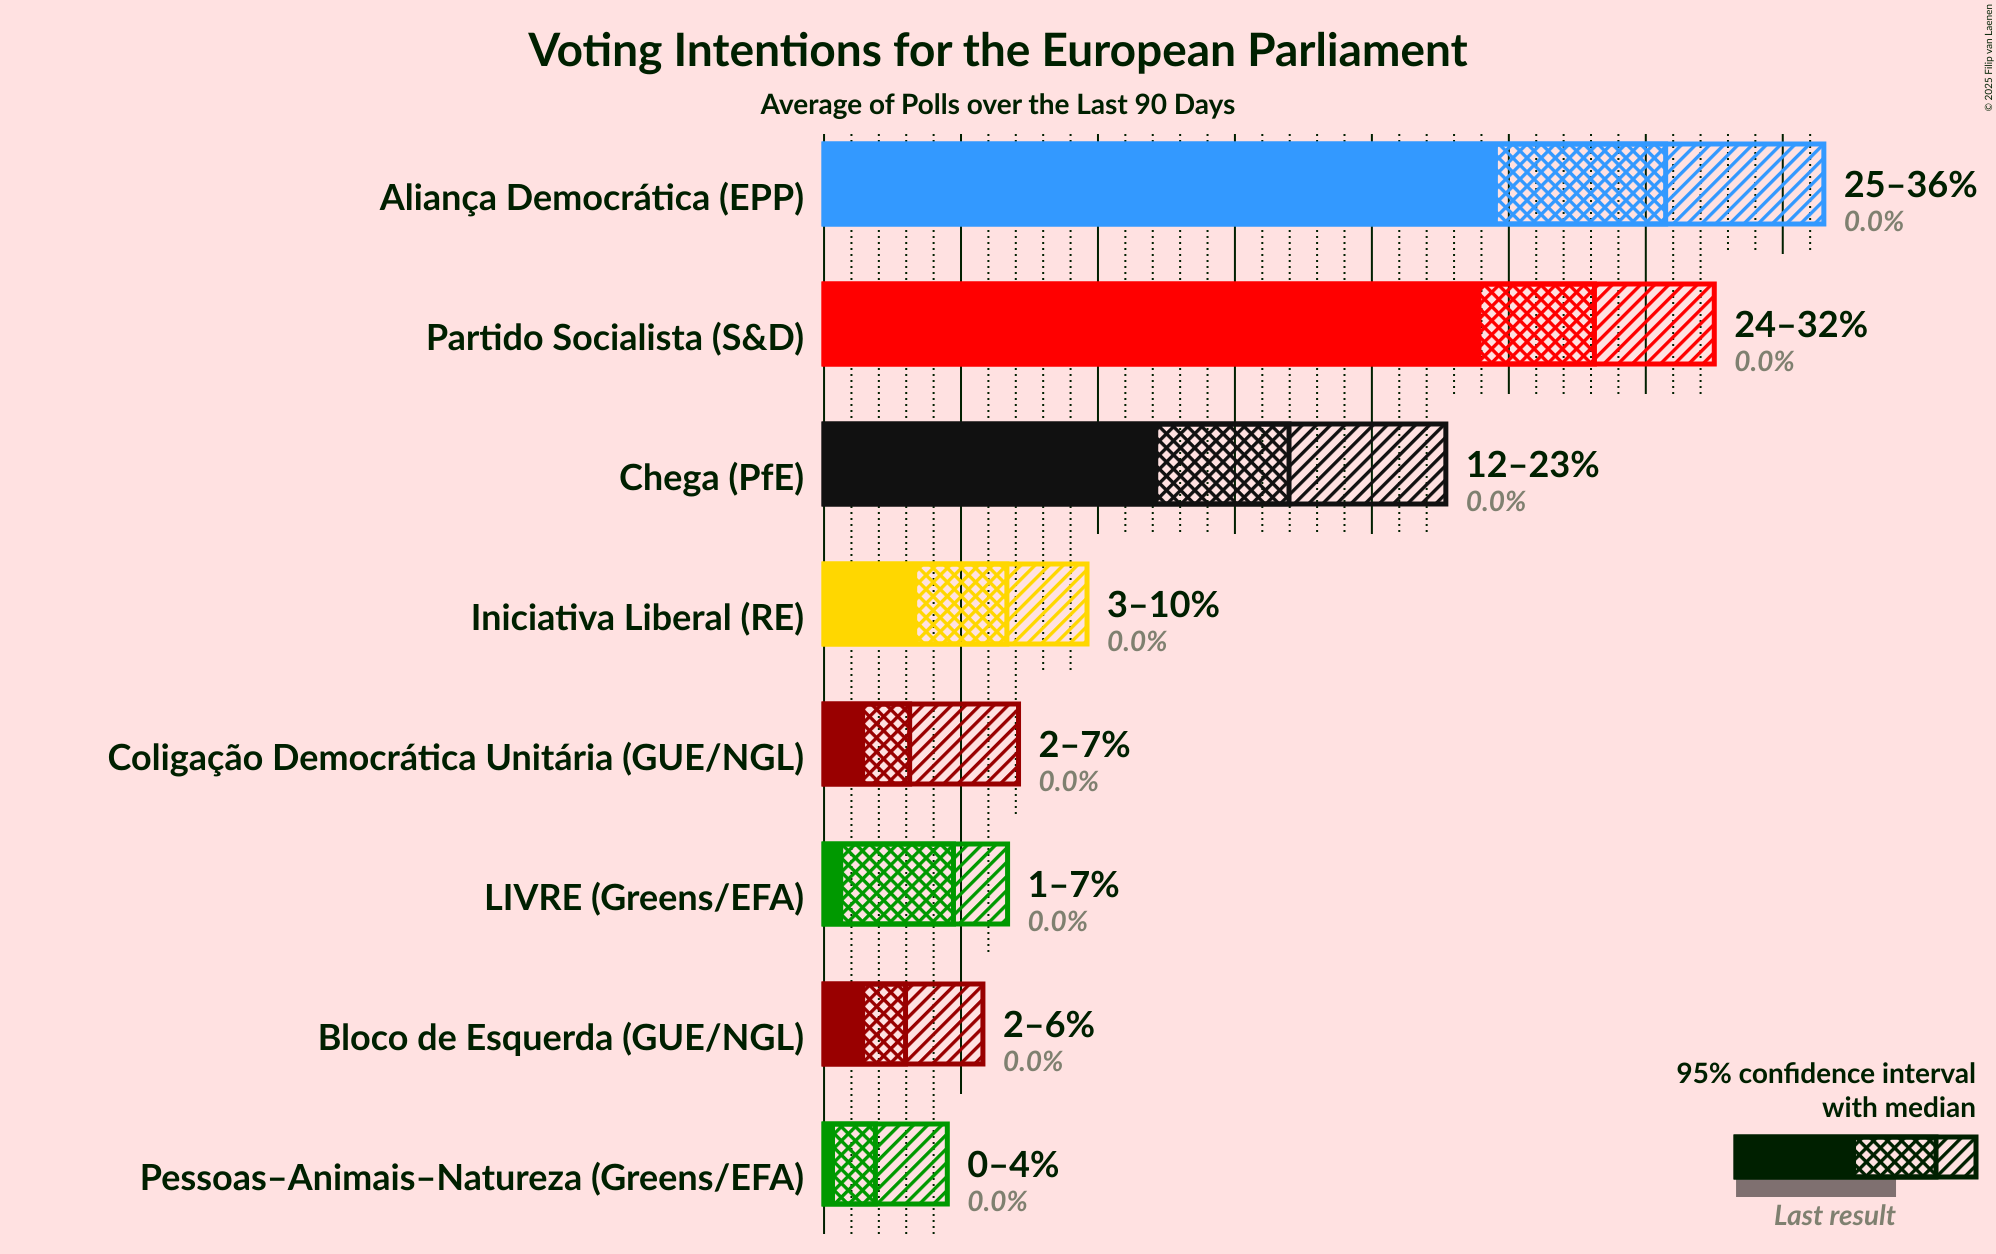 Voting Intentions for the European Parliament
Average of Polls over the Last 90 Days
© 2025 Filip van Laenen
Aliança Democrática (EPP)
25–36%
0.0%
Partido Socialista (S&D)
24–32%
0.0%
Chega (PfE)
12–23%
0.0%
Iniciativa Liberal (RE)
3–10%
0.0%
Coligação Democrática Unitária (GUE/NGL)
2–7%
0.0%
LIVRE (Greens/EFA)
1–7%
0.0%
Bloco de Esquerda (GUE/NGL)
2–6%
0.0%
Pessoas–Animais–Natureza (Greens/EFA)
0–4%
0.0%
95% confidence interval
with median
Last result